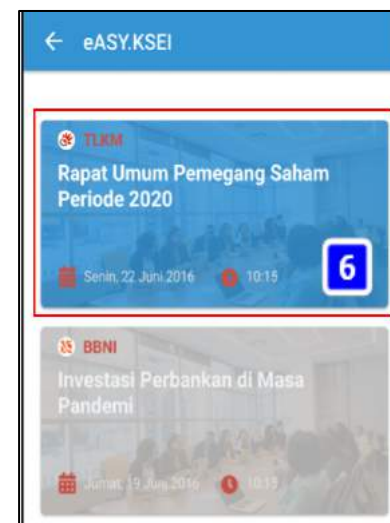 ← eASY.KSEI
TLKM
Rapat Umum Pemegang Saham
Periode 2020
Senin, 22 Juni 2016 10:15
6
BBNI
Investasi Perbankan di Masa
Pandemi
Jumat, 19 Juni 2016 10:15